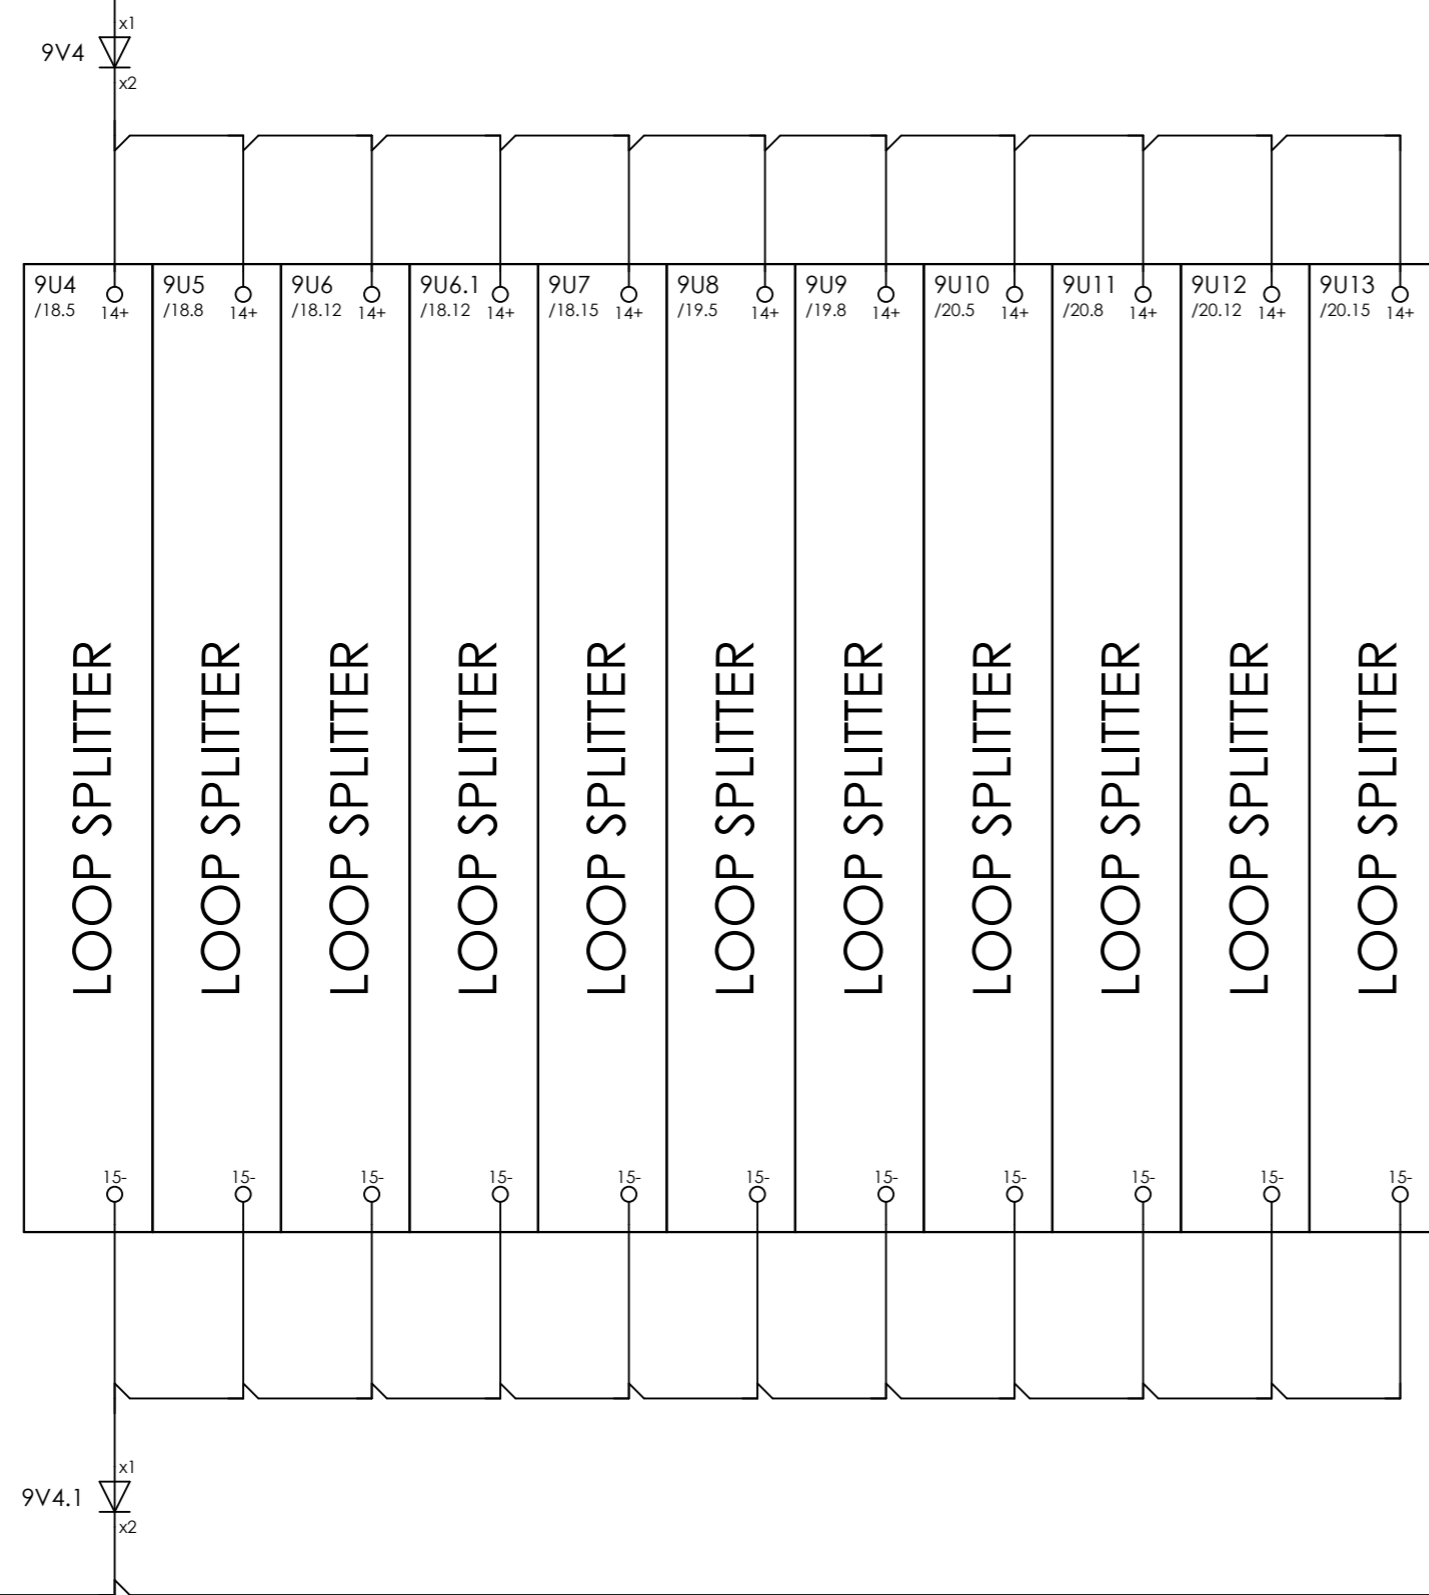 x1
9V4
x2
9U4 9U5 9U6 9U6.1 9U7 9U8 9U9 9U10 9U11 9U12 9U13
/18.5 14+ /18.8 14+ /18.12 14+ /18.12 14+ /18.15 14+ /19.5 14+ /19.8 14+ /20.5 14+ /20.8 14+ /20.12 14+ /20.15 14+
LOOP SPLITTER
LOOP SPLITTER
LOOP SPLITTER
LOOP SPLITTER
LOOP SPLITTER
LOOP SPLITTER
LOOP SPLITTER
LOOP SPLITTER
LOOP SPLITTER
LOOP SPLITTER
LOOP SPLITTER
15- 15- 15- 15- 15- 15- 15- 15- 15- 15- 15-
x1
9V4.1
x2